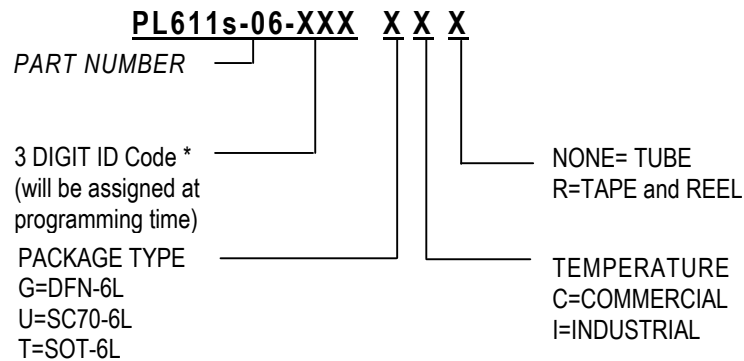 PL611s-06-XXX X X X
PART NUMBER
3 DIGIT ID Code *
(will be assigned at
programming time)
PACKAGE TYPE
G=DFN-6L
U=SC70-6L
T=SOT-6L
NONE= TUBE
R=TAPE and REEL
TEMPERATURE
C=COMMERCIAL
I=INDUSTRIAL